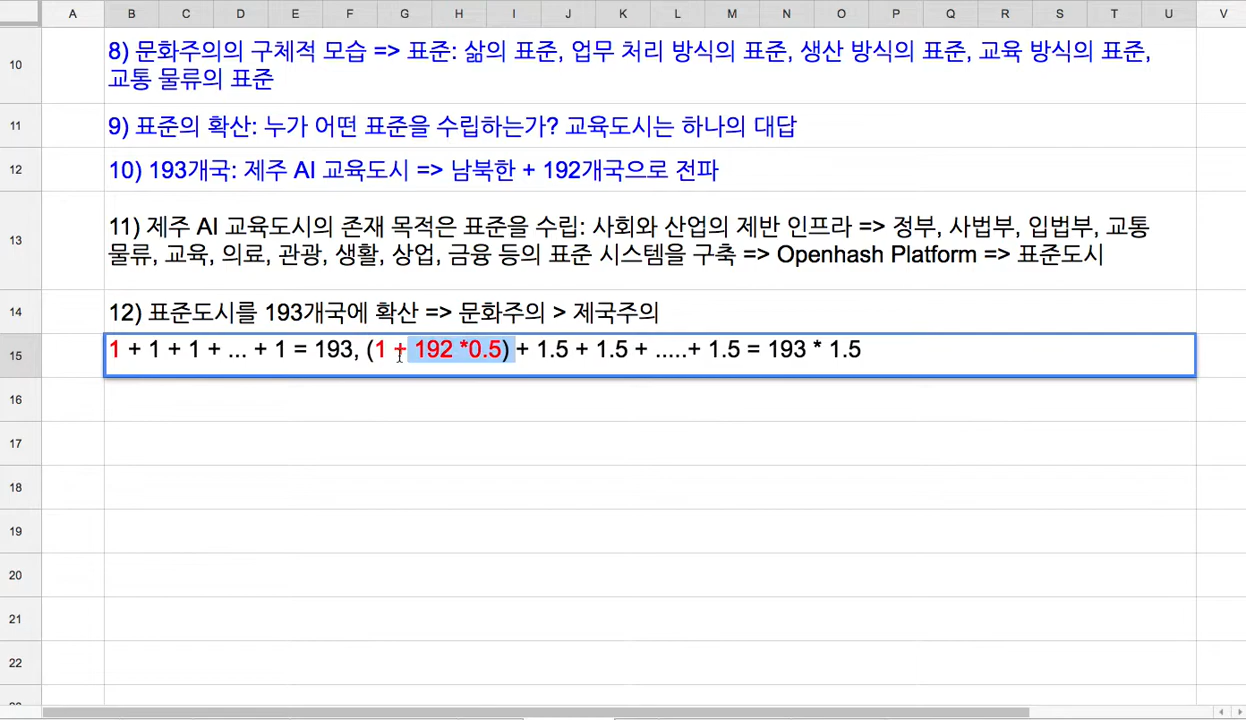 A B C D E F G H I J K L M N O P Q R S T U V
10 8) 문화주의의 구체적 모습 => 표준: 삶의 표준, 업무 처리 방식의 표준, 생산 방식의 표준, 교육 방식의 표준,
교통 물류의 표준
11 9) 표준의 확산: 누가 어떤 표준을 수립하는가? 교육도시는 하나의 대답
12 10) 193개국: 제주 AI 교육도시 => 남북한 + 192개국으로 전파
13 11) 제주 AI 교육도시의 존재 목적은 표준을 수립: 사회와 산업의 제반 인프라 => 정부, 사법부, 입법부, 교통
물류, 교육, 의료, 관광, 생활, 상업, 금융 등의 표준 시스템을 구축 => Openhash Platform => 표준도시
14 12) 표준도시를 193개국에 확산 => 문화주의 > 제국주의
15 1 + 1 + 1 + ... + 1 = 193, (1 + 192 *0.5) + 1.5 + 1.5 + .....+ 1.5 = 193 * 1.5
16
17
18
19
20
21
22